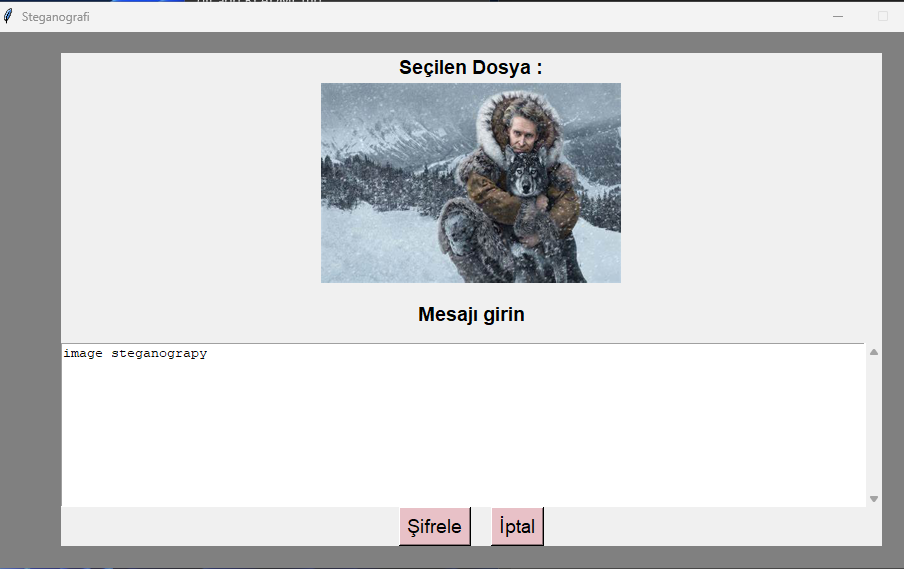 Steganografi
Seçilen Dosya :
Mesajı girin
image steganograpy
Şifrele
İptal